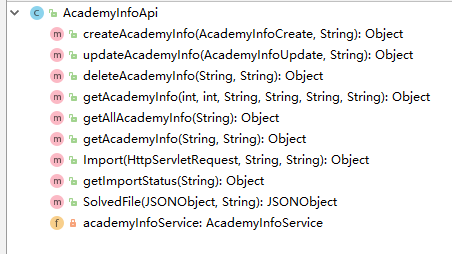 AcademyInfoApi
createAcademyInfo(AcademyInfoCreate, String): Object
updateAcademyInfo(AcademyInfoUpdate, String): Object
deleteAcademyInfo(String, String): Object
getAcademyInfo(int, int, String, String, String, String): Object
getAllAcademyInfo(String): Object
getAcademyInfo(String, String): Object
Import(HttpServletRequest, String, String): Object
getImportStatus(String): Object
SolvedFile(JSONObject, String): JSONObject
academyInfoService: AcademyInfoService